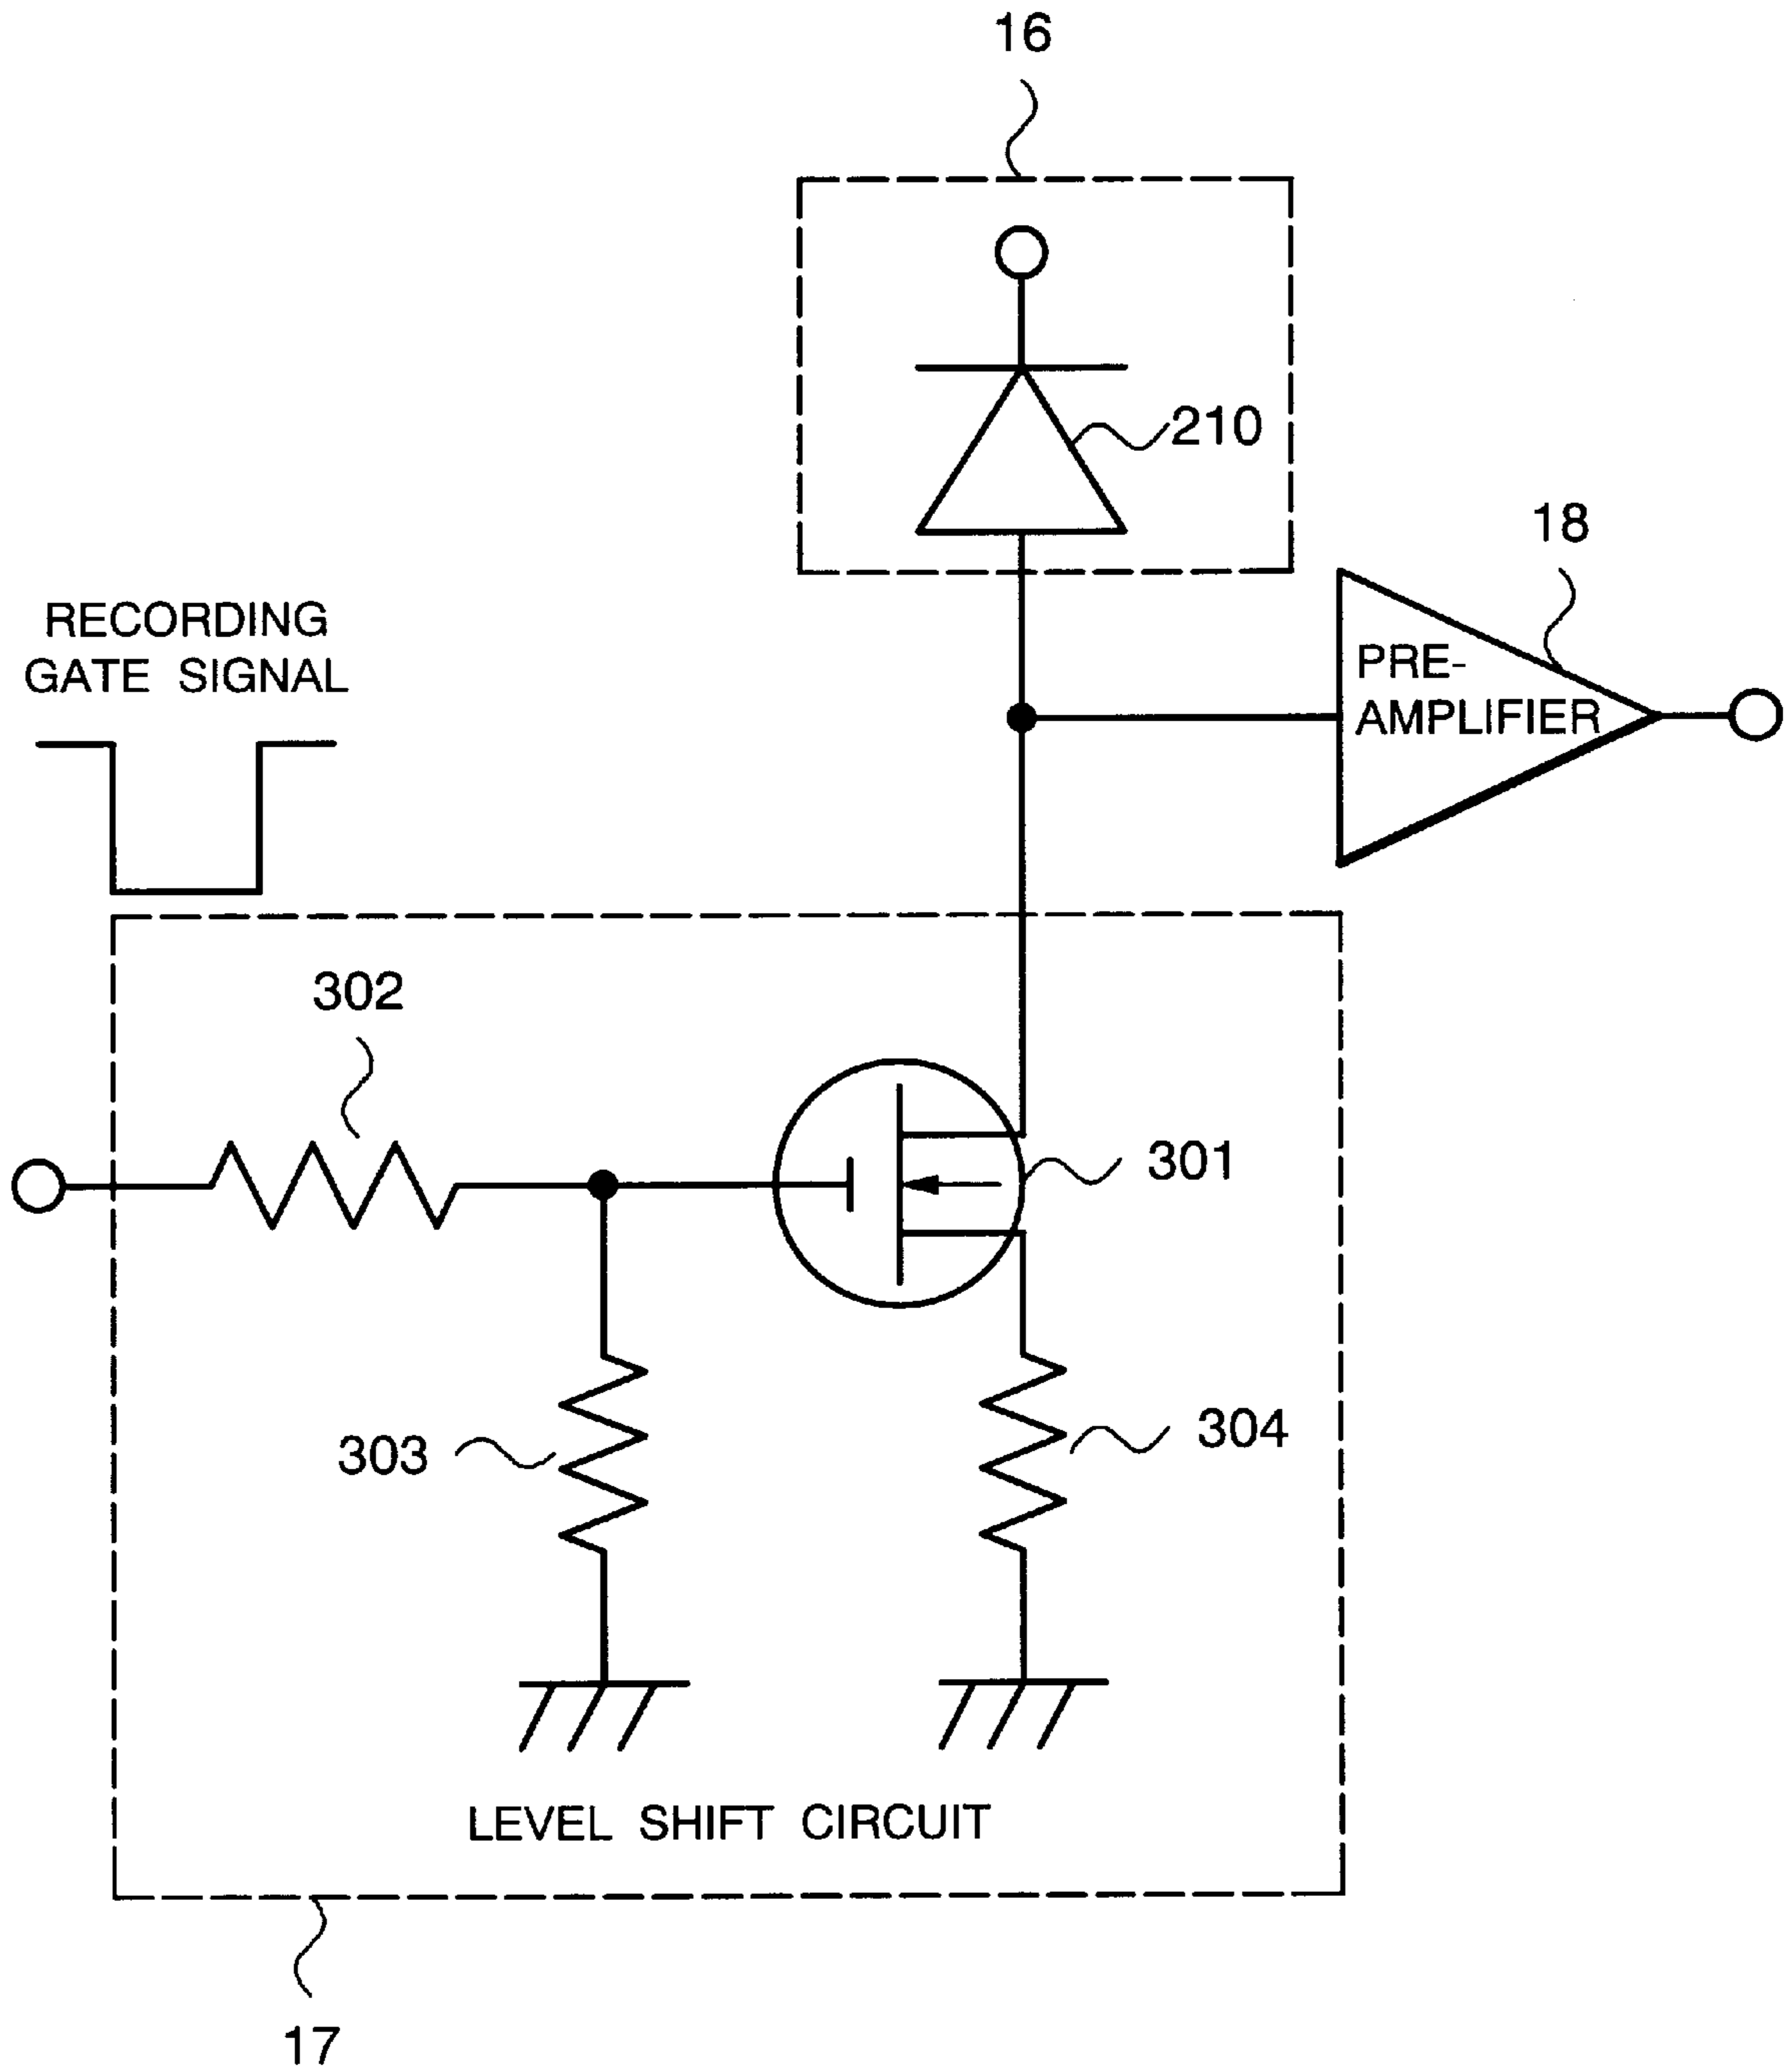 16
210
18
RECORDING
GATE SIGNAL
PRE-
AMPLIFIER
302
301
303
304
LEVEL SHIFT CIRCUIT
17